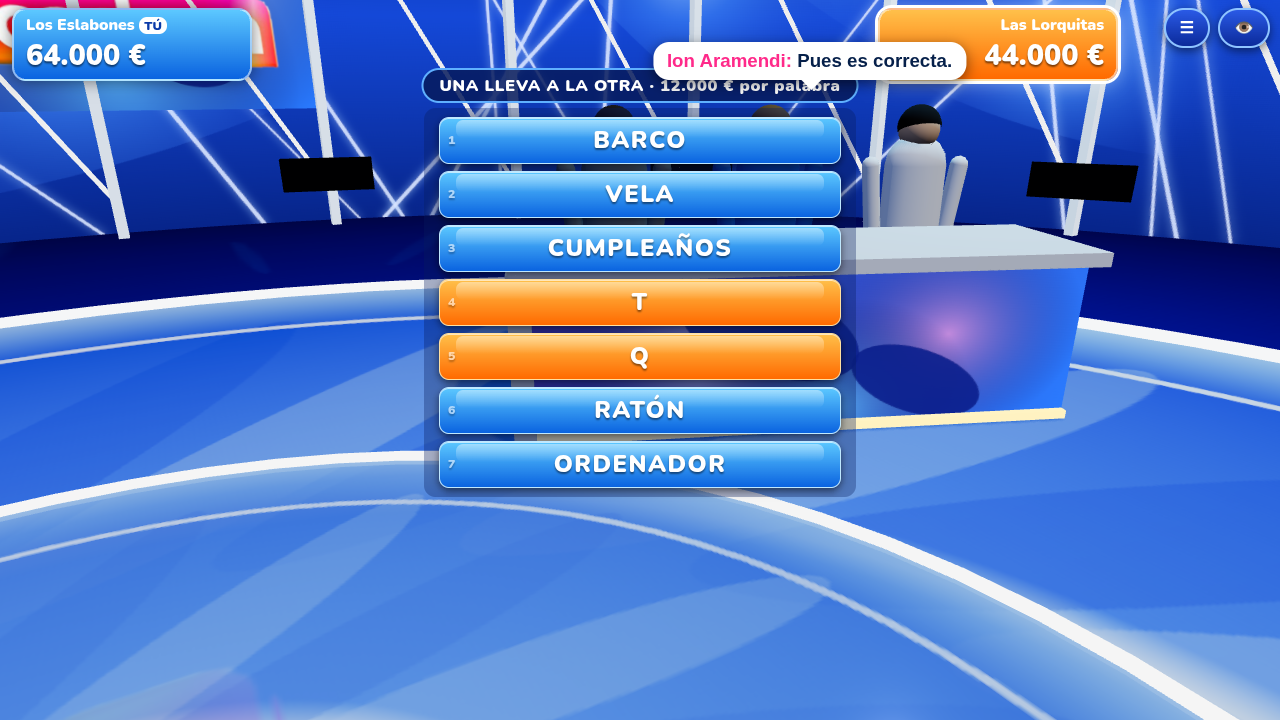 Los Eslabones TÚ
64.000 €
Las Lorquitas
44.000 €
Ion Aramendi: Pues es correcta.
UNA LLEVA A LA OTRA · 12.000 € por palabra
1 BARCO
2 VELA
3 CUMPLEAÑOS
4 T
5 Q
6 RATÓN
7 ORDENADOR